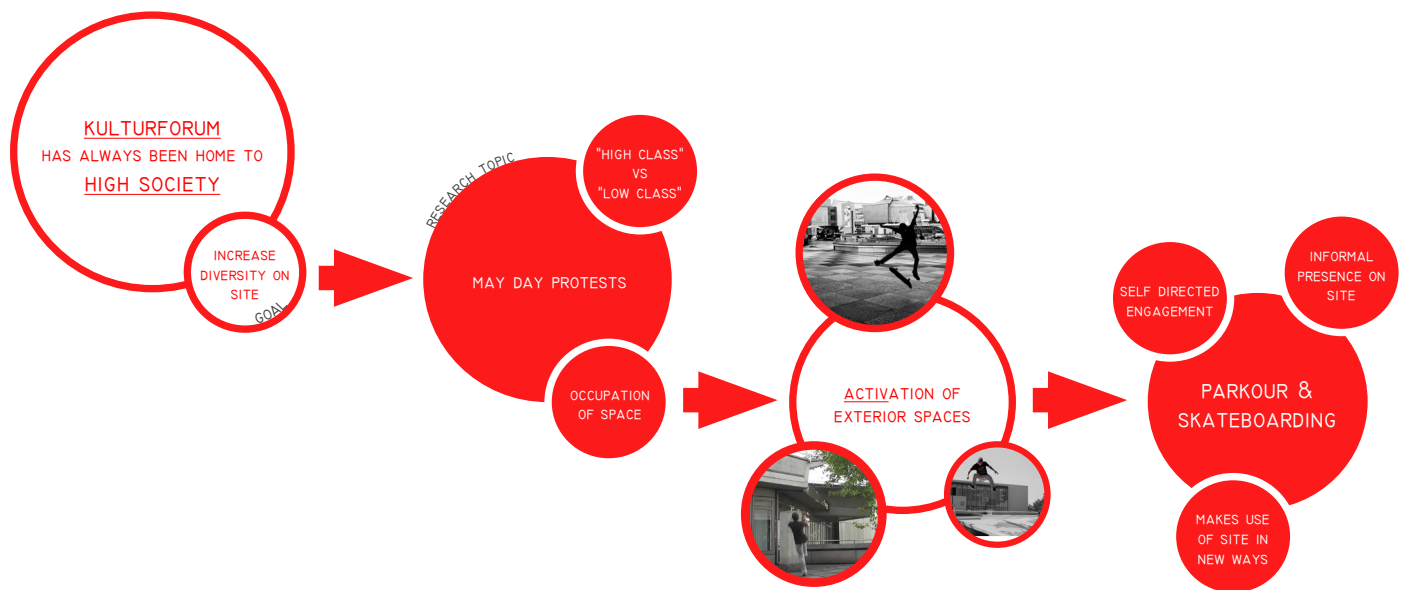 KULTURFORUM
HAS ALWAYS BEEN HOME TO
HIGH SOCIETY
INCREASE
DIVERSITY ON
SITE
GOAL
RESEARCH TOPIC
"HIGH CLASS"
VS
"LOW CLASS"
MAY DAY PROTESTS
OCCUPATION
OF SPACE
ACTIVATION OF
EXTERIOR SPACES
SELF DIRECTED
ENGAGEMENT
INFORMAL
PRESENCE ON
SITE
PARKOUR &
SKATEBOARDING
MAKES USE
OF SITE IN
NEW WAYS